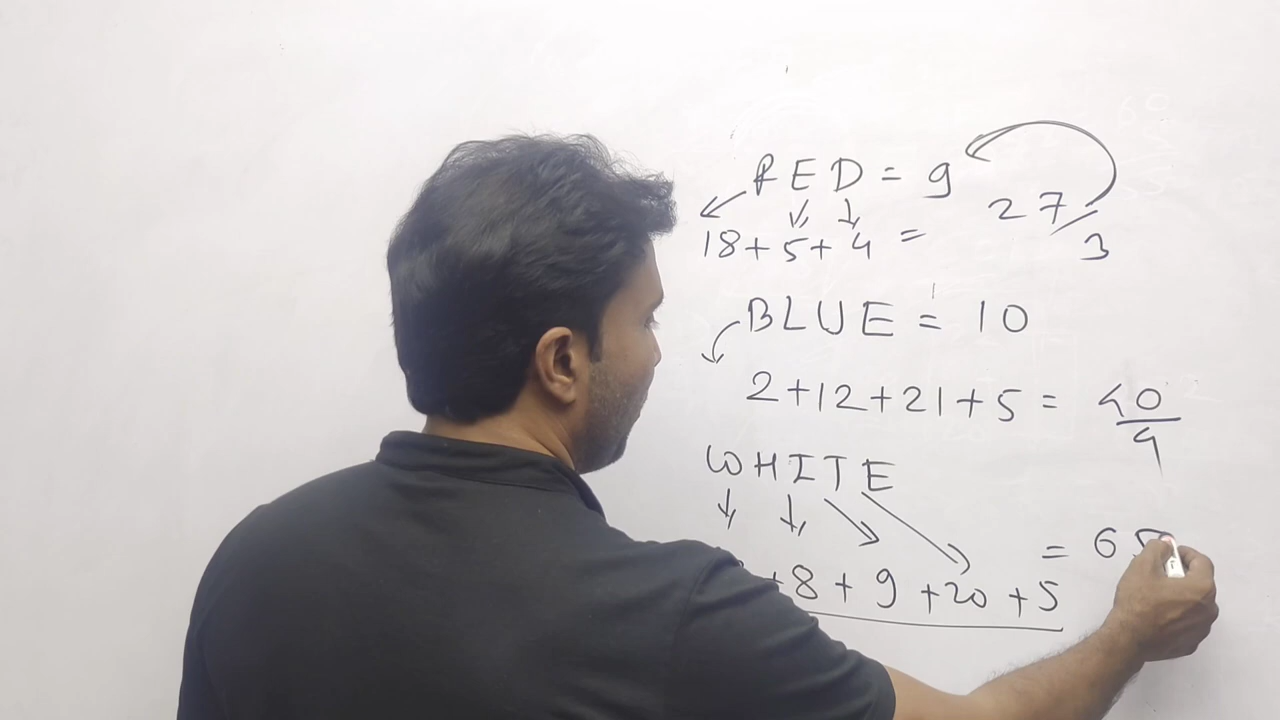 RED = 9
18+5+4 = 27/3
BLUE = 10
2+12+21+5 = 40/4
WHITE
+8+9+20+5 = 65